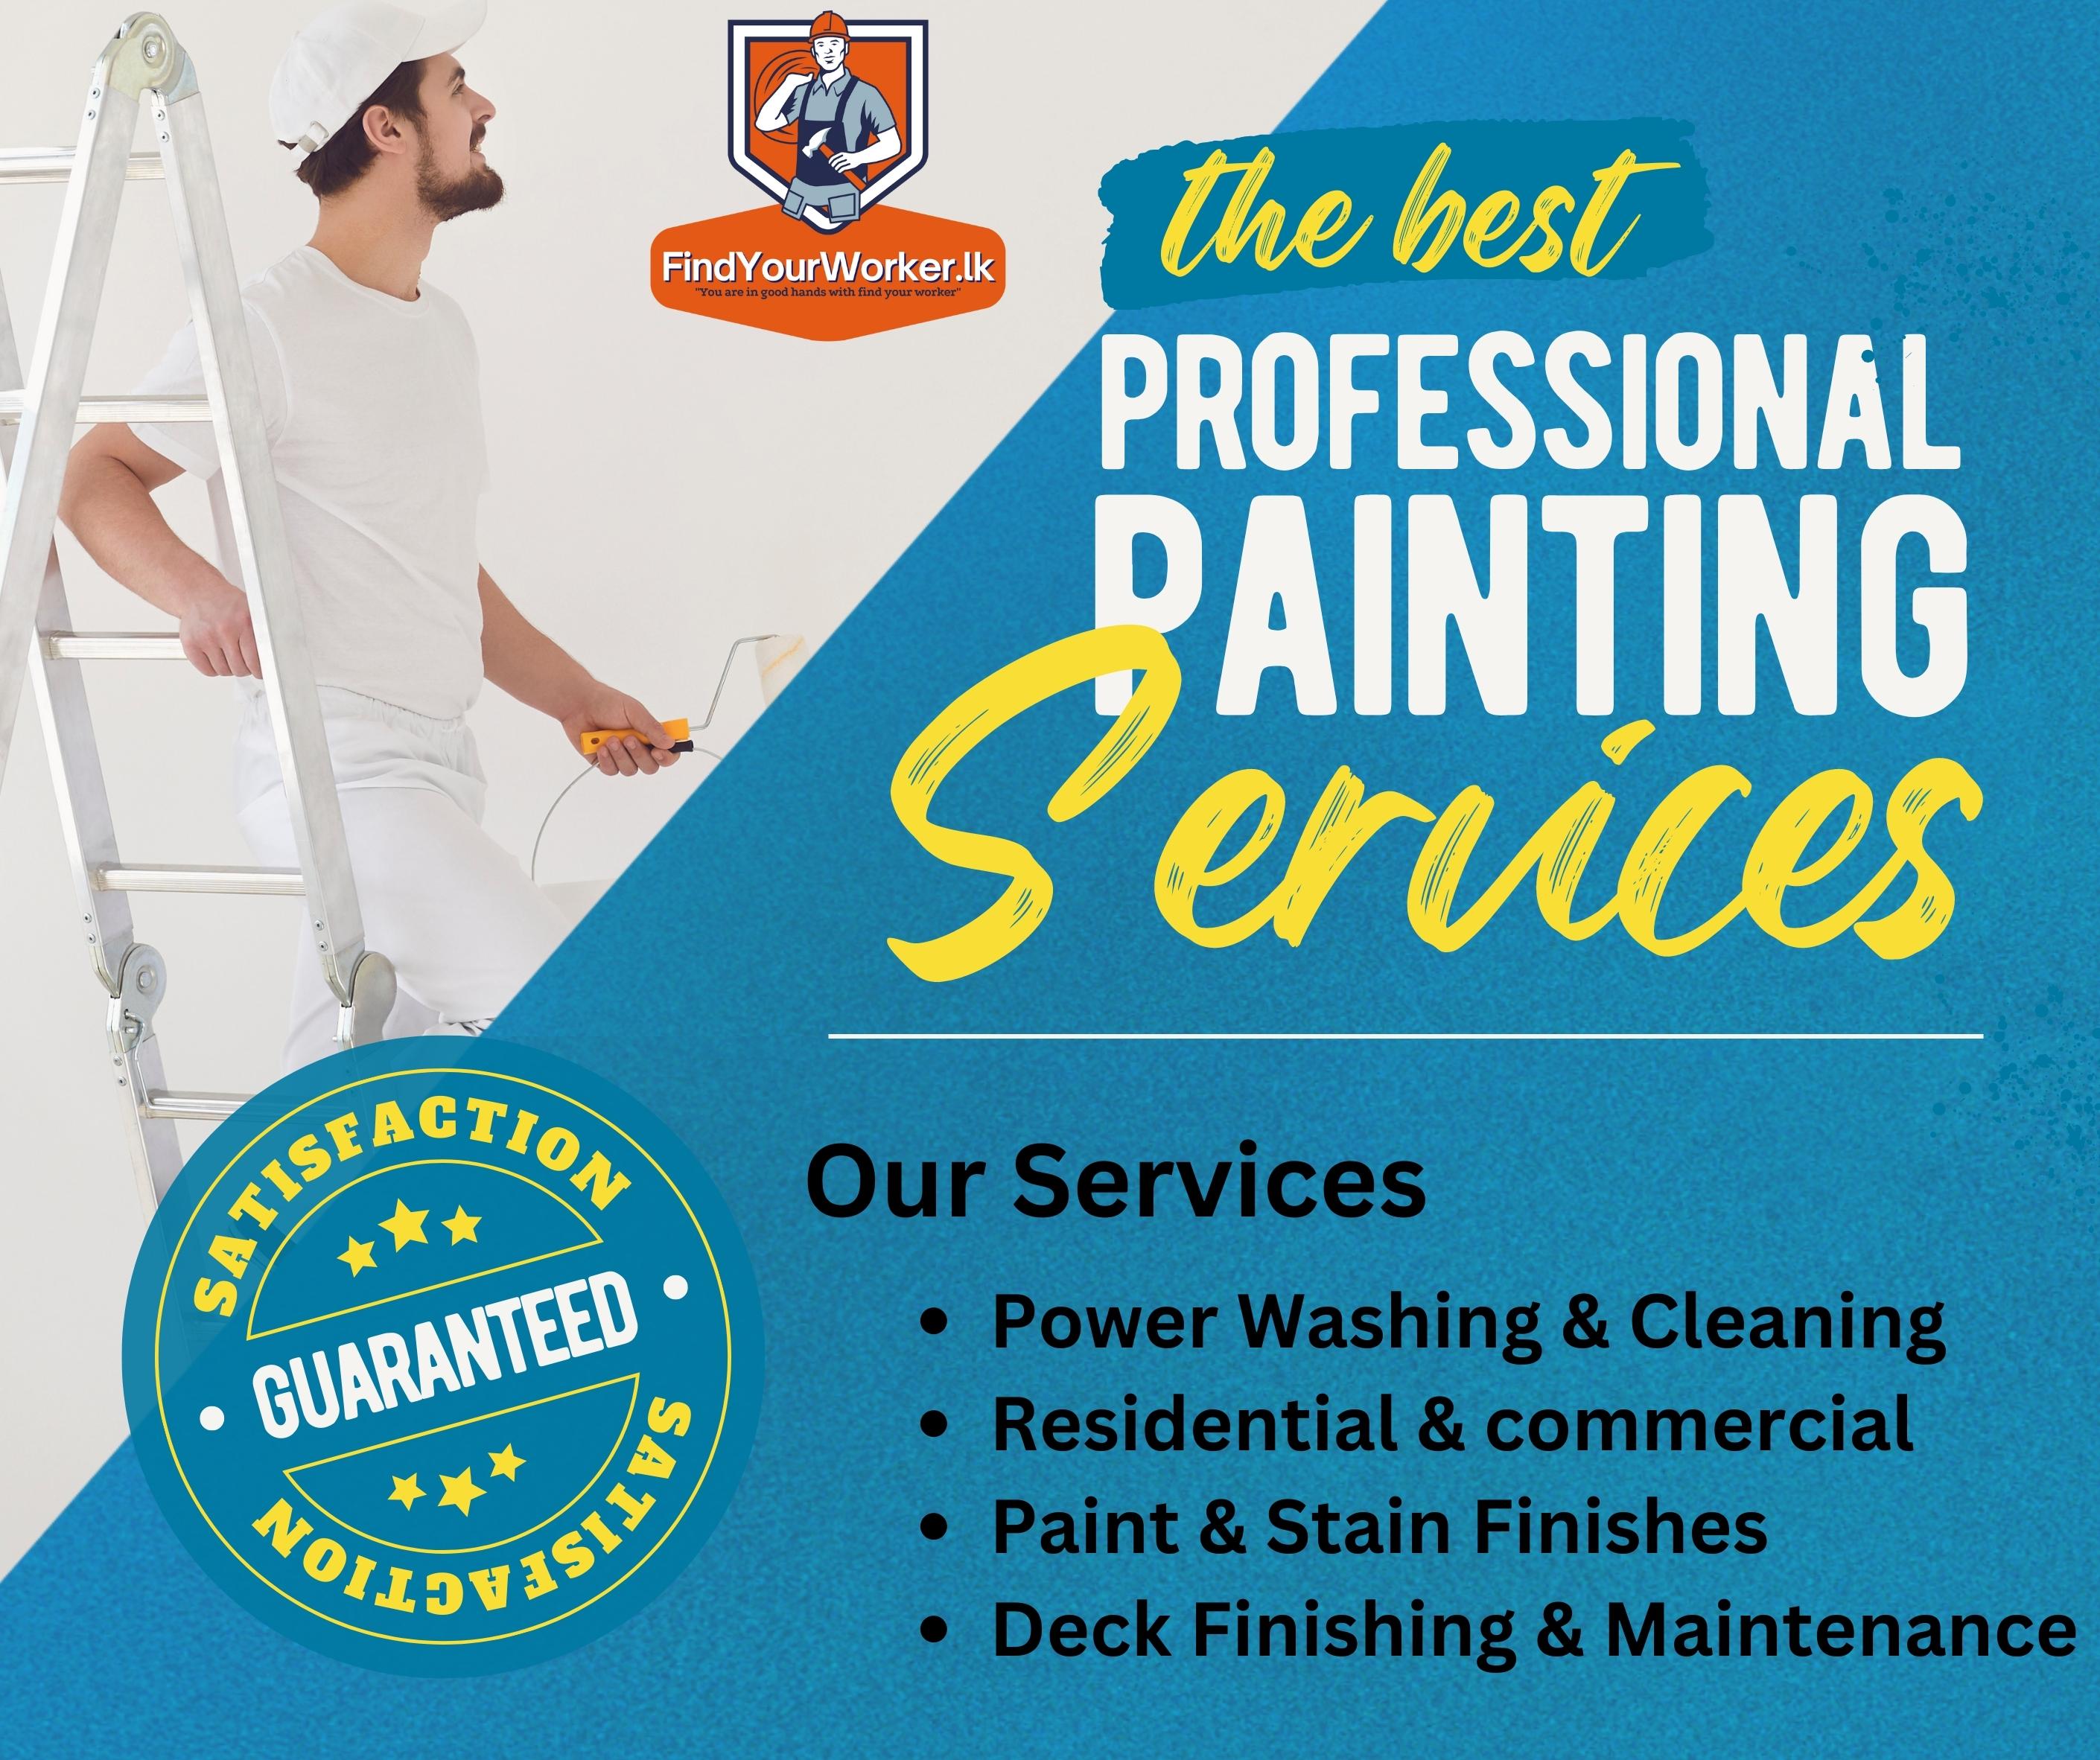 FindYourWorker.lk
"You are in good hands with find your worker"
the best
PROFESSIONAL
PAINTING
Services
SATISFACTION
GUARANTEED
SATISFACTION
Our Services
• Power Washing & Cleaning
• Residential & commercial
• Paint & Stain Finishes
• Deck Finishing & Maintenance